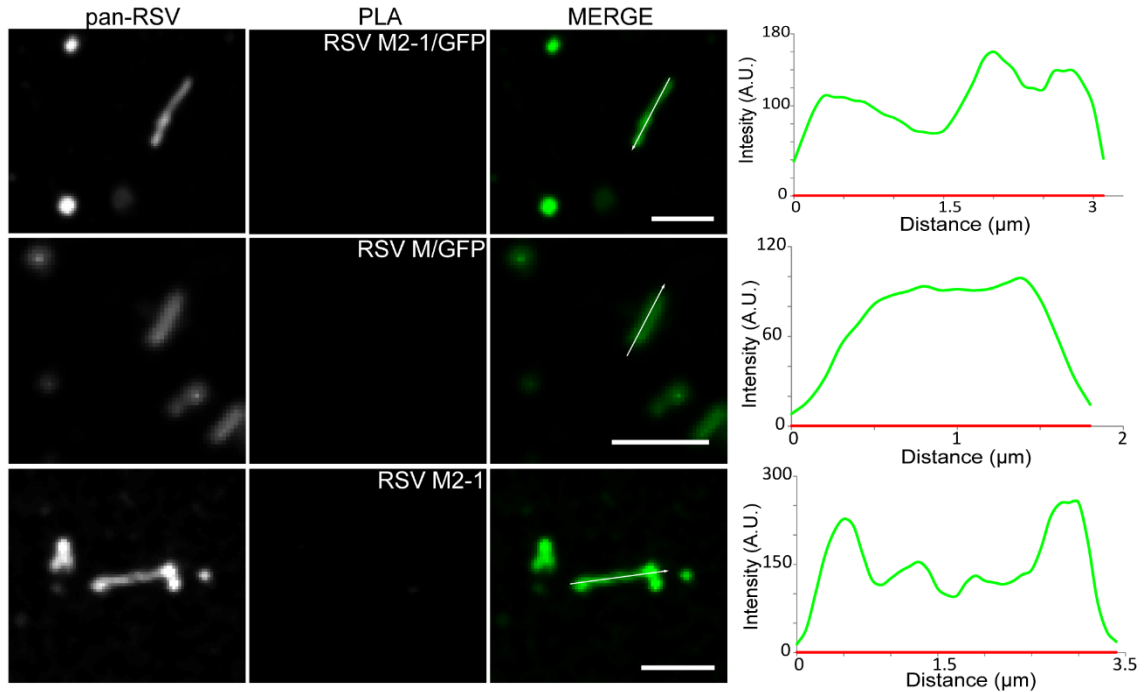 pan-RSV PLA MERGE
RSV M2-1/GFP
180
100
0
Intesity (A.U.)
0 1.5 3
Distance (µm)
RSV M/GFP
120
60
0
Intensity (A.U.)
0 1 2
Distance (µm)
RSV M2-1
300
150
0
Intensity (A.U.)
0 1.5 3.5
Distance (µm)